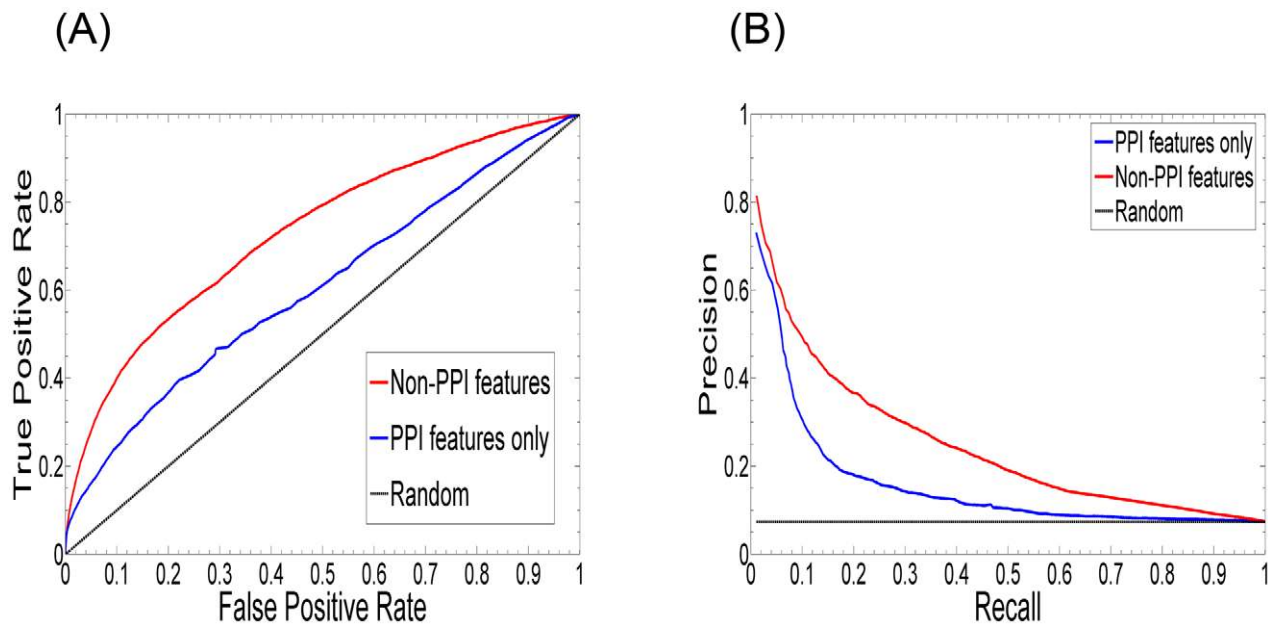 (A)
True Positive Rate
1
0.8
0.6
0.4
0.2
0
0 0.1 0.2 0.3 0.4 0.5 0.6 0.7 0.8 0.9 1
False Positive Rate
Non-PPI features
PPI features only
Random
(B)
Precision
1
0.8
0.6
0.4
0.2
0
0 0.1 0.2 0.3 0.4 0.5 0.6 0.7 0.8 0.9 1
Recall
PPI features only
Non-PPI features
Random